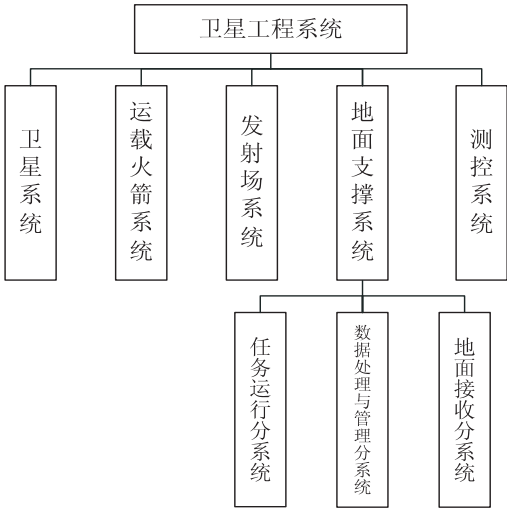 卫星工程系统
卫星系统
运载火箭系统
发射场系统
地面支撑系统
测控系统
任务运行分系统
数据处理与管理分系统
地面接收分系统